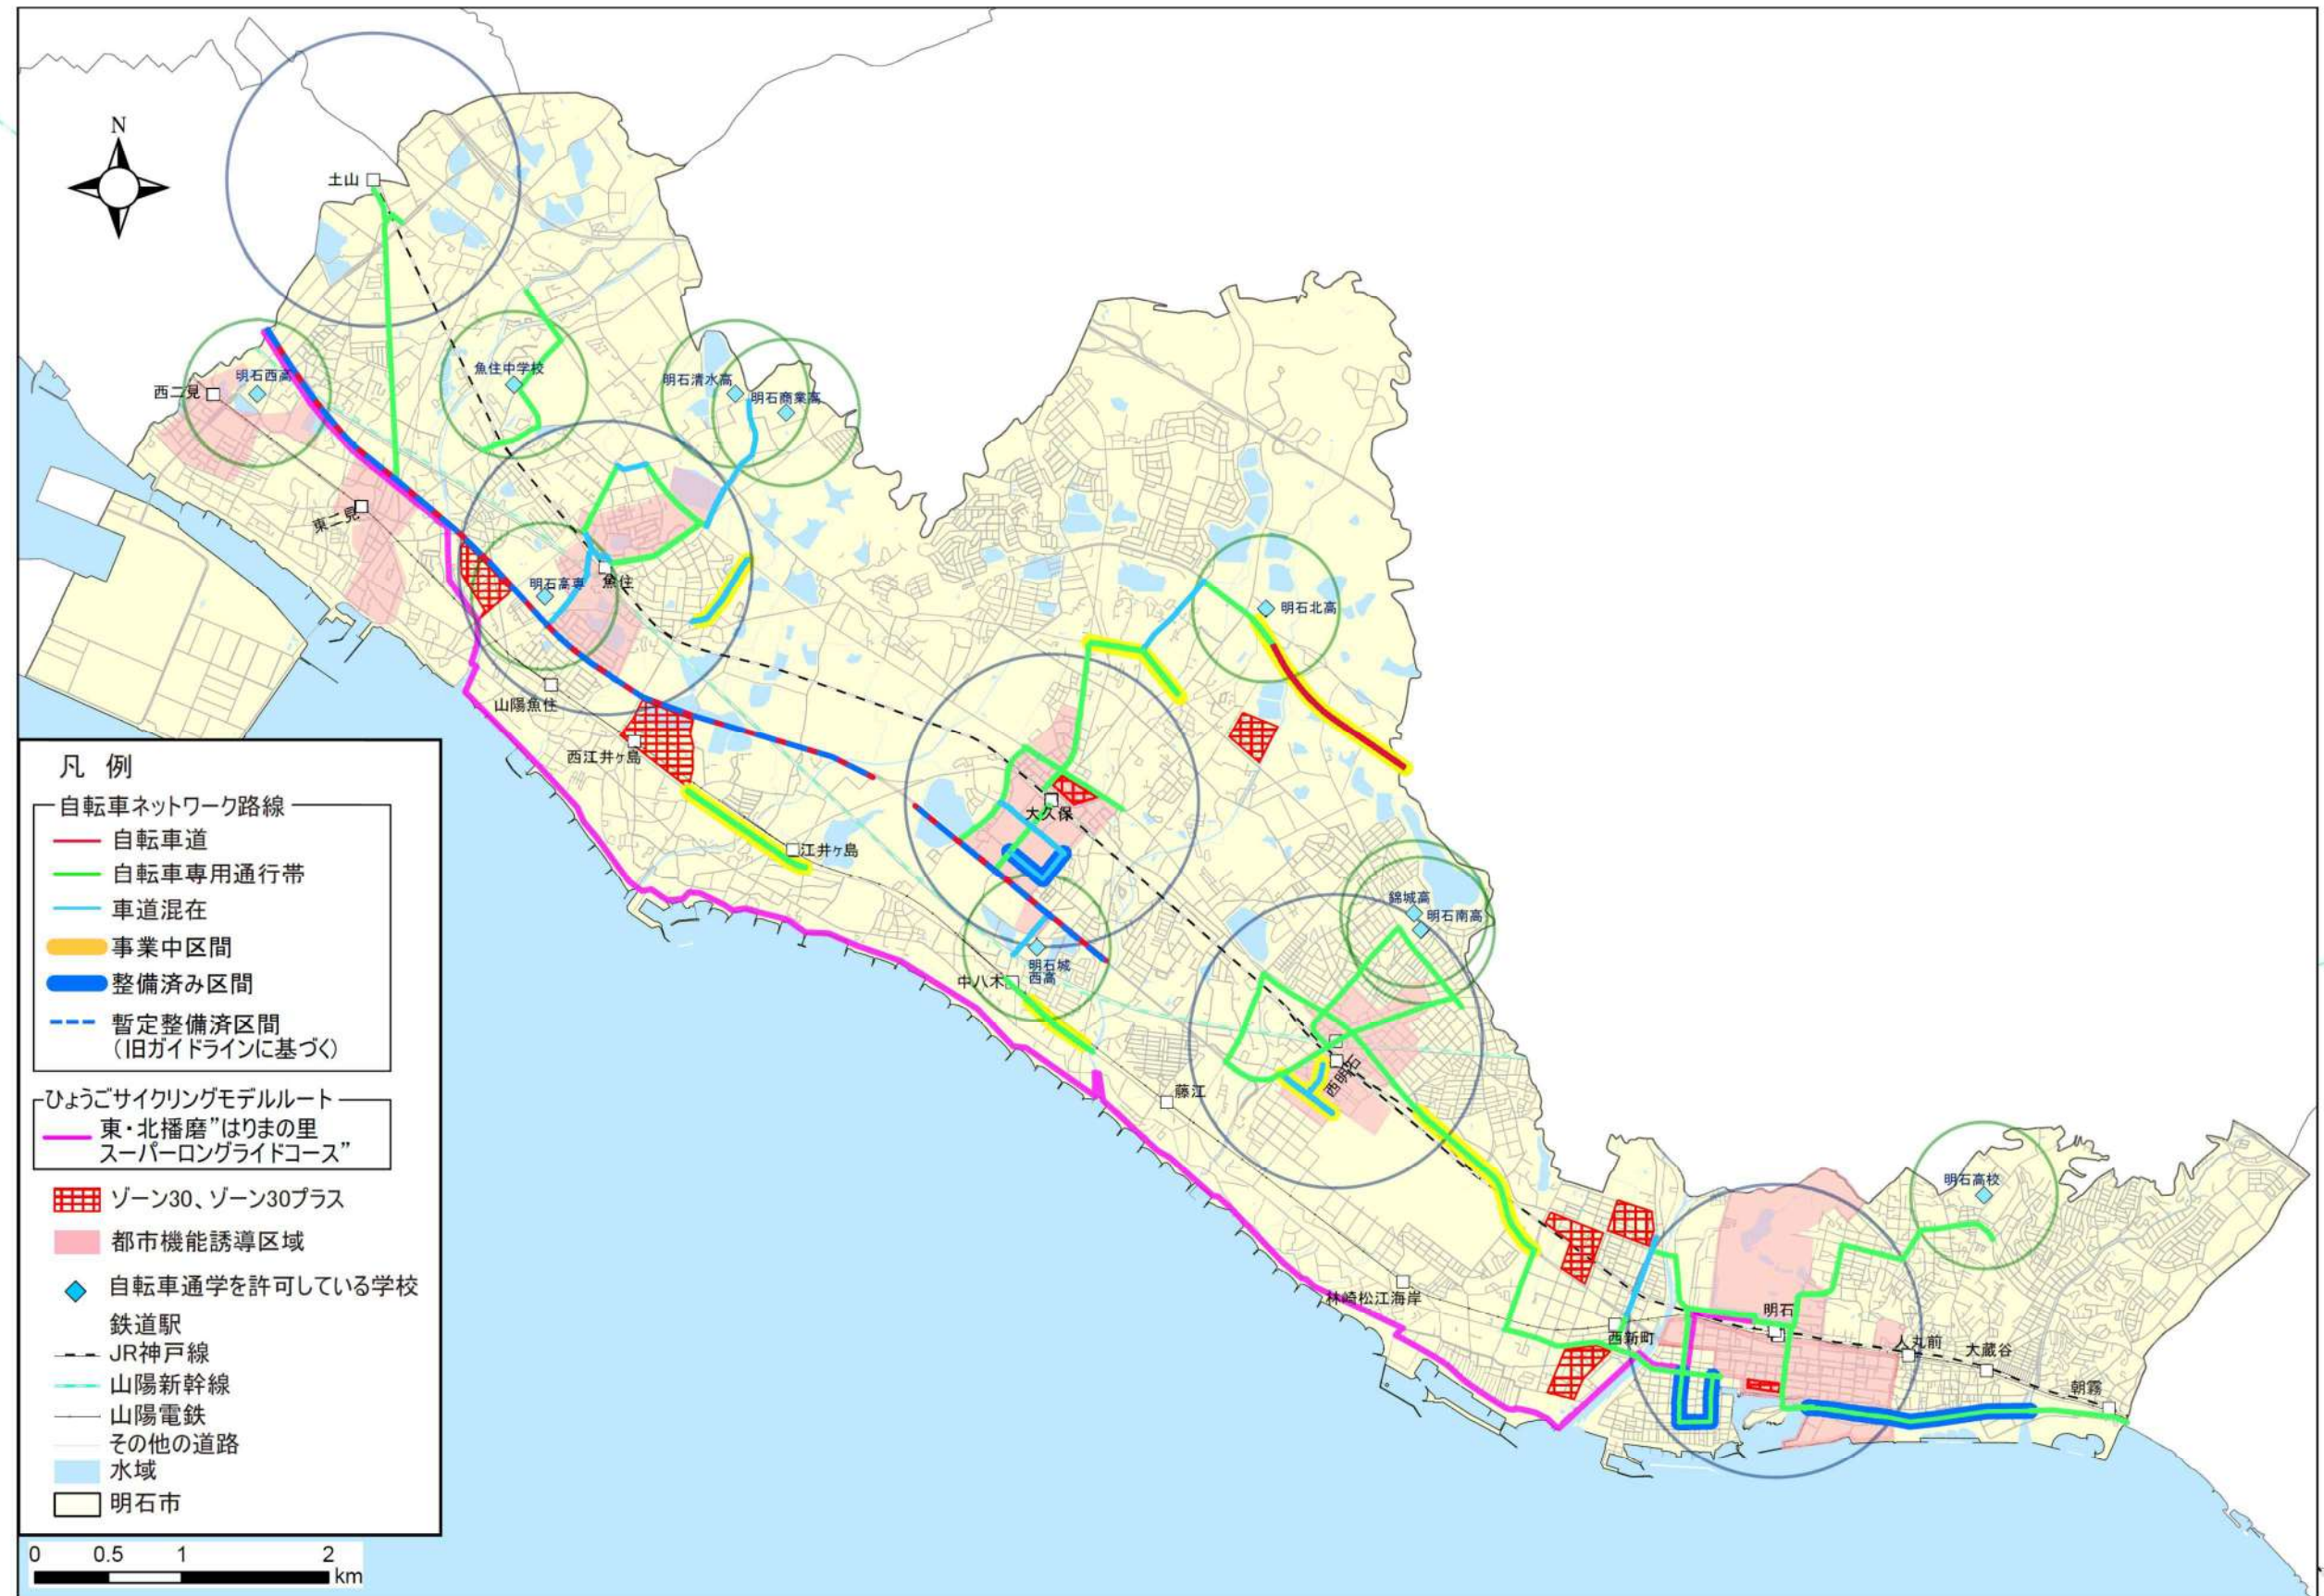 N
土山
西二見
明石西高
魚住中学校
明石清水高
明石商業高
東二見
明石高専
魚住
明石北高
山陽魚住
西江井ヶ島
大久保
江井ヶ島
錦城高
明石南高
中八木
明石城
西高
西明石
藤江
明石高校
林崎松江海岸
西新町
明石
人丸前
大蔵谷
朝霧
凡 例
自転車ネットワーク路線
自転車道
自転車専用通行帯
車道混在
事業中区間
整備済み区間
暫定整備済区間
(旧ガイドラインに基づく)
ひょうごサイクリングモデルルート
東・北播磨"はりまの里
スーパーロングライドコース"
ゾーン30、ゾーン30プラス
都市機能誘導区域
自転車通学を許可している学校
鉄道駅
JR神戸線
山陽新幹線
山陽電鉄
その他の道路
水域
明石市
0 0.5 1 2
km